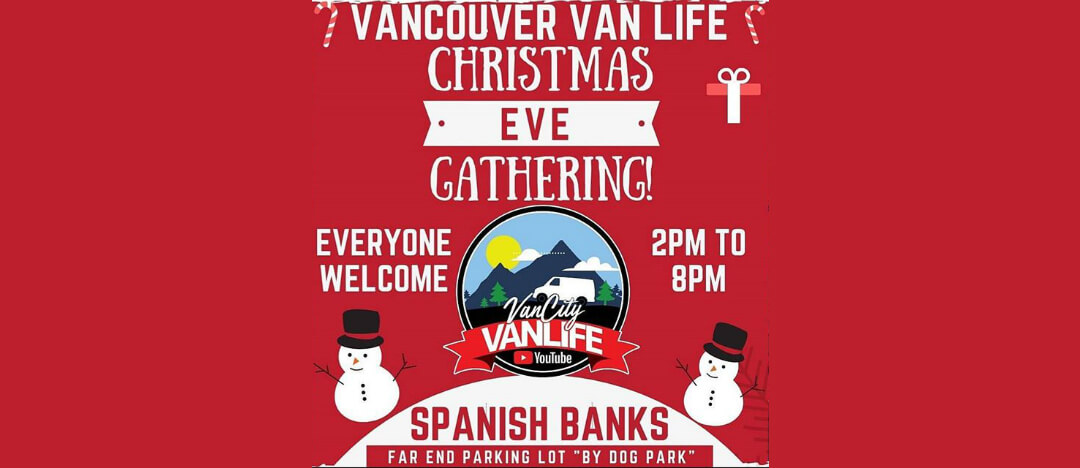 VANCOUVER VAN LIFE
CHRISTMAS
EVE
GATHERING!
EVERYONE
WELCOME
2PM TO
8PM
VanCity
VANLIFE
YouTube
SPANISH BANKS
FAR END PARKING LOT "BY DOG PARK"